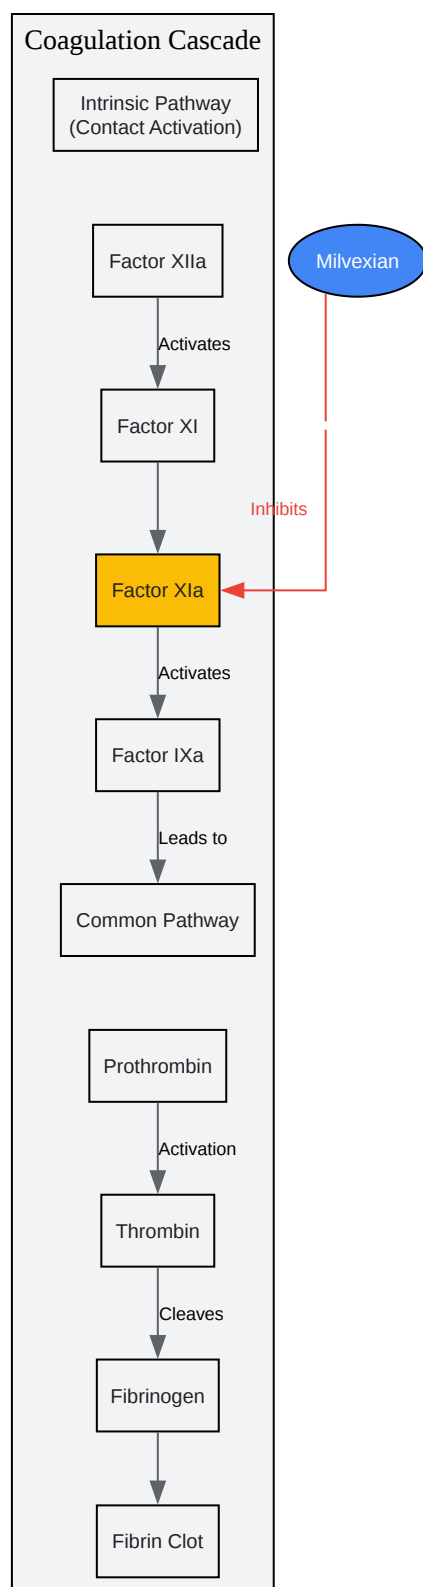 Coagulation Cascade
Intrinsic Pathway
(Contact Activation)
Factor XIIa
Milvexian
Activates
Factor XI
Inhibits
Factor XIa
Activates
Factor IXa
Leads to
Common Pathway
Prothrombin
Activation
Thrombin
Cleaves
Fibrinogen
Fibrin Clot